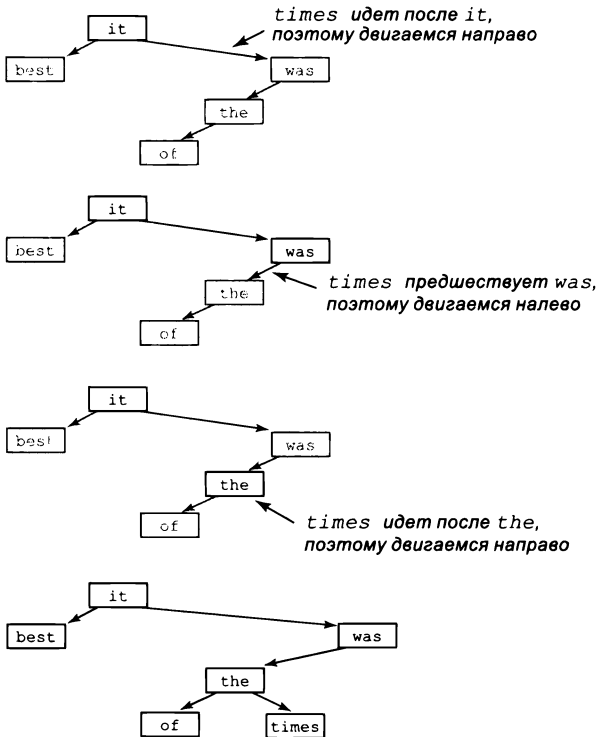 it
times идет после it,
поэтому двигаемся направо
best
was
the
of
it
best
was
the
of
times предшествует was,
поэтому двигаемся налево
it
best
was
the
of
times идет после the,
поэтому двигаемся направо
it
best
was
the
of
times